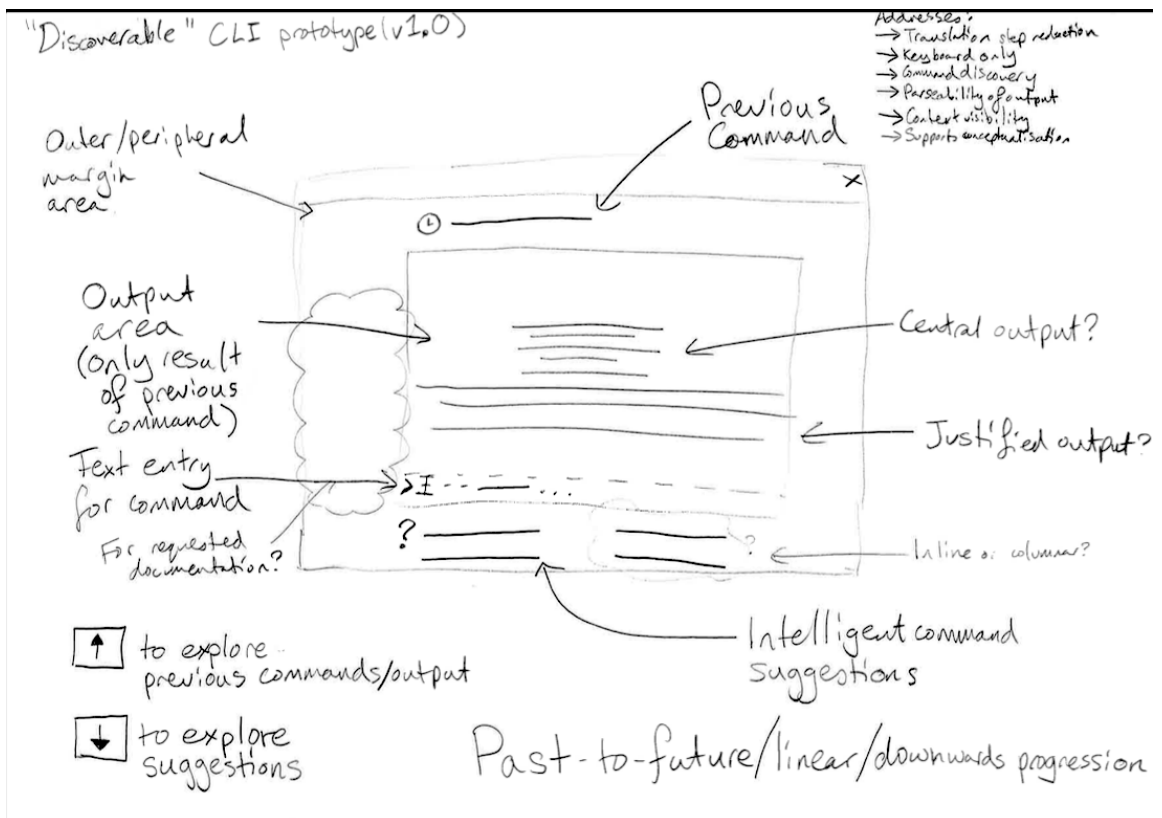 "Discoverable" CLI prototype (v1.0)
Addresses:
→ Translation step reduction
→ Keyboard only
→ Command discovery
→ Parseability of output
→ Context visibility
→ Supports conceptualisation
Previous
Command
Outer/peripheral
margin
area
×
Output
area
(only result
of previous
command)
Central output?
Justified output?
Text entry
for command
>I
...
For requested
documentation?
?
?
Inline or columnar?
Intelligent command
suggestions
↑ to explore
previous commands/output
↓ to explore
suggestions
Past-to-future/linear/downwards progression